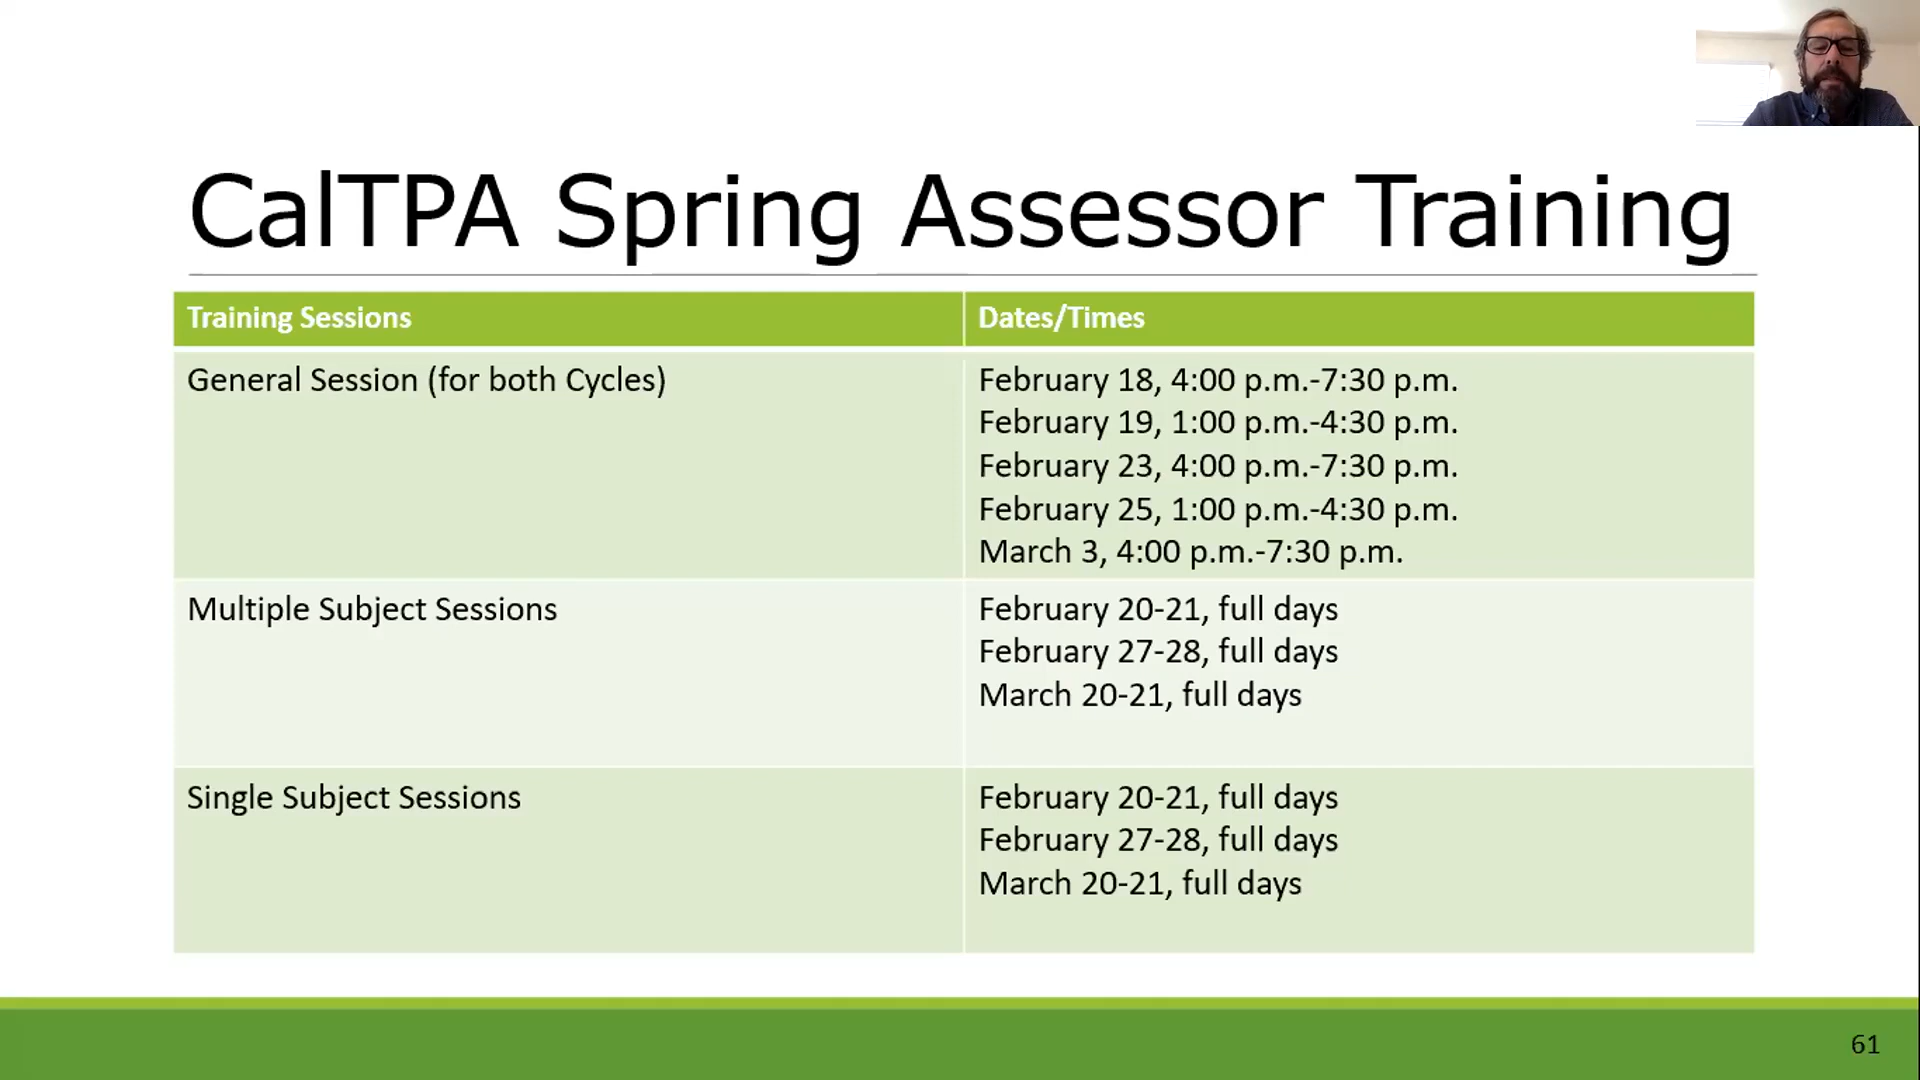 CalTPA Spring Assessor Training
Training Sessions
Dates/Times
General Session (for both Cycles)
February 18, 4:00 p.m.-7:30 p.m.
February 19, 1:00 p.m.-4:30 p.m.
February 23, 4:00 p.m.-7:30 p.m.
February 25, 1:00 p.m.-4:30 p.m.
March 3, 4:00 p.m.-7:30 p.m.
Multiple Subject Sessions
February 20-21, full days
February 27-28, full days
March 20-21, full days
Single Subject Sessions
February 20-21, full days
February 27-28, full days
March 20-21, full days
61